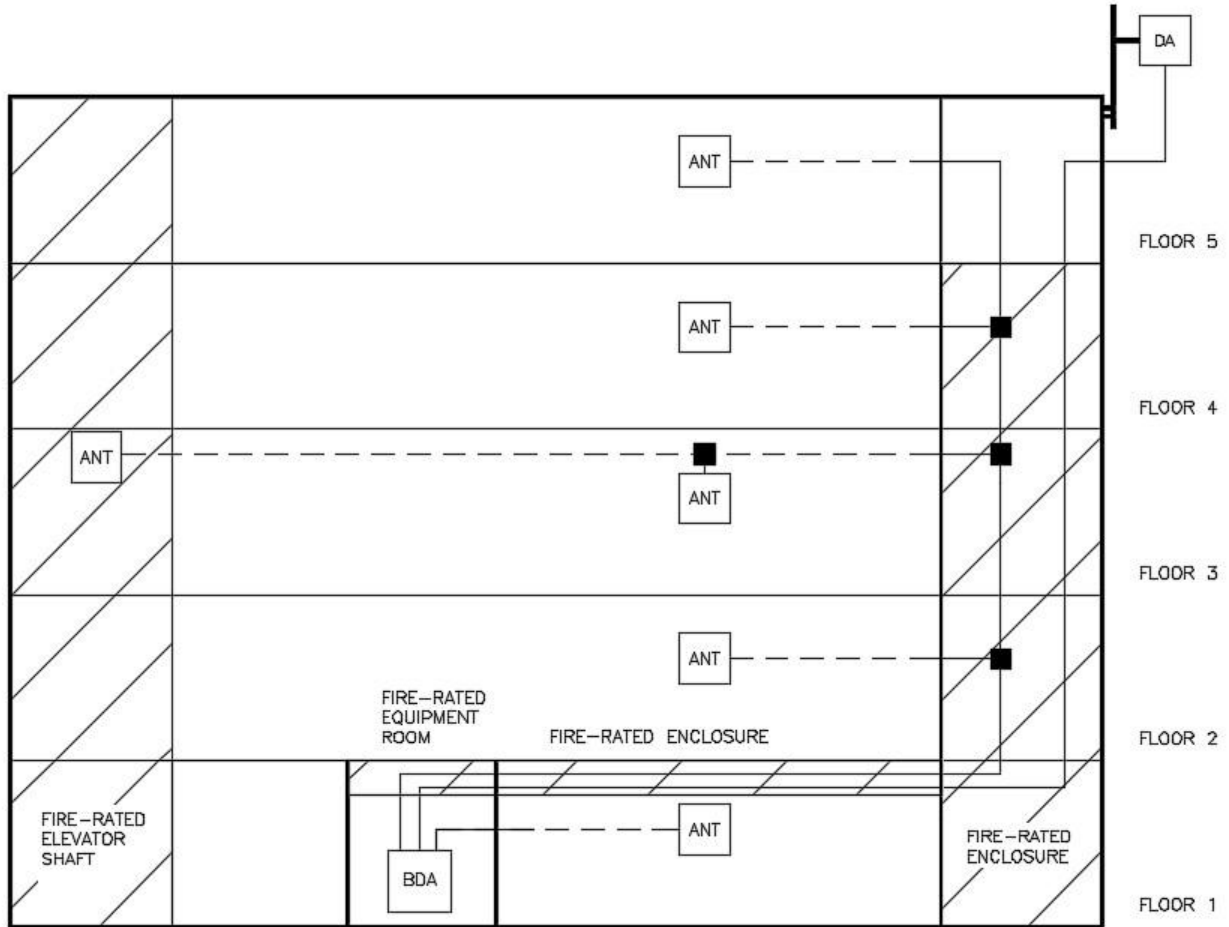 DA
ANT
FLOOR 5
ANT
FLOOR 4
ANT
ANT
FLOOR 3
ANT
FIRE-RATED
EQUIPMENT
ROOM
FIRE-RATED ENCLOSURE
FLOOR 2
FIRE-RATED
ELEVATOR
SHAFT
BDA
ANT
FIRE-RATED
ENCLOSURE
FLOOR 1